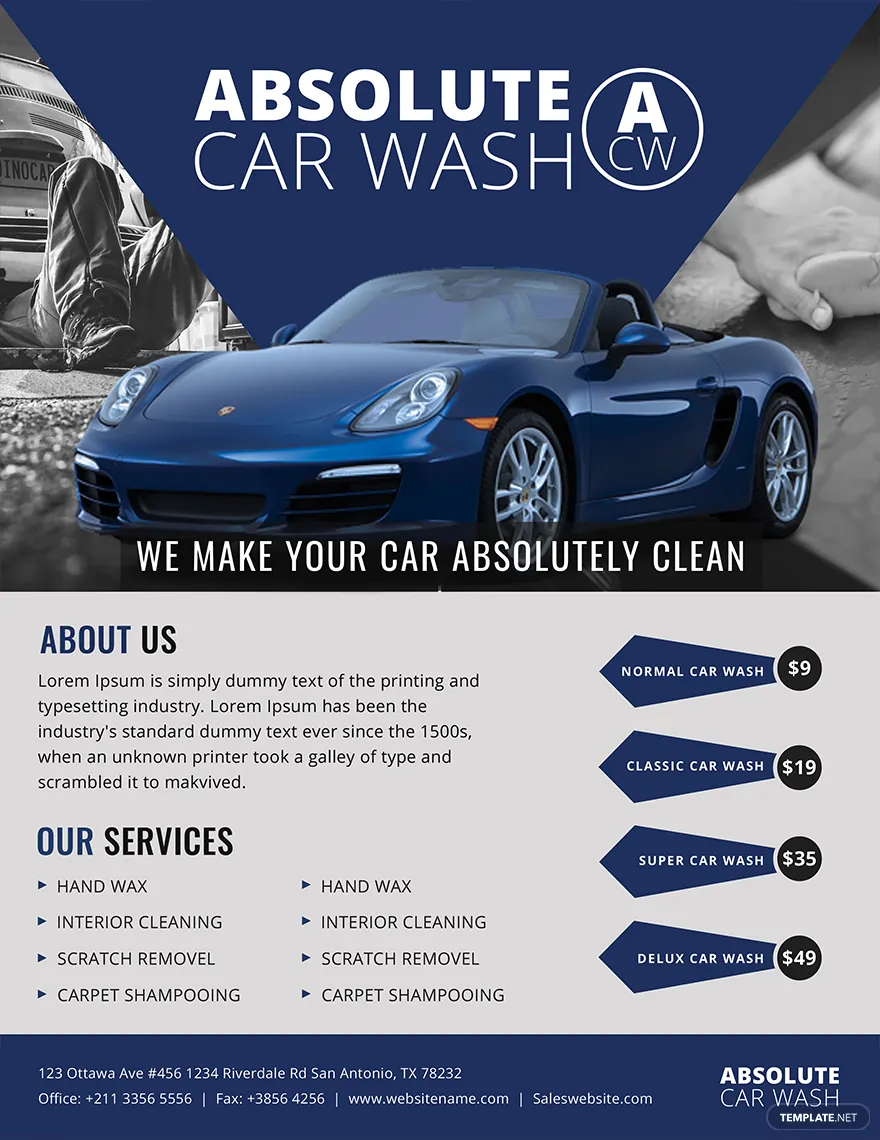 ABSOLUTE
CAR WASH
A
CW
INOCAR
WE MAKE YOUR CAR ABSOLUTELY CLEAN
ABOUT US
Lorem Ipsum is simply dummy text of the printing and
typesetting industry. Lorem Ipsum has been the
industry's standard dummy text ever since the 1500s,
when an unknown printer took a galley of type and
scrambled it to makvived.
NORMAL CAR WASH $9
CLASSIC CAR WASH $19
SUPER CAR WASH $35
DELUX CAR WASH $49
OUR SERVICES
HAND WAX
INTERIOR CLEANING
SCRATCH REMOVEL
CARPET SHAMPOOING
HAND WAX
INTERIOR CLEANING
SCRATCH REMOVEL
CARPET SHAMPOOING
123 Ottawa Ave #456 1234 Riverdale Rd San Antonio, TX 78232
Office: +211 3356 5556 | Fax: +3856 4256 | www.websitename.com | Saleswebsite.com
ABSOLUTE
CAR WASH
TEMPLATE.NET